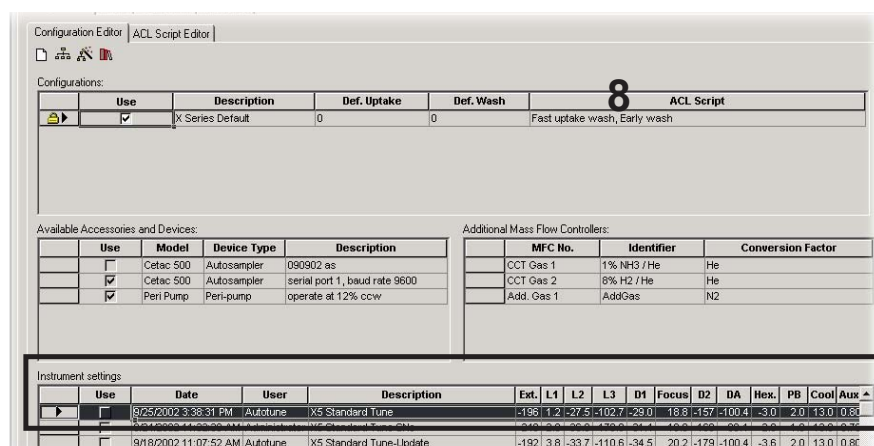 Configuration Editor ACL Script Editor
Configurations:
Use Description Def. Uptake Def. Wash ACL Script
8
X Series Default 0 0 Fast uptake wash, Early wash
Available Accessories and Devices: Additional Mass Flow Controllers:
Use Model Device Type Description MFC No. Identifier Conversion Factor
Cetac 500 Autosampler 090902 as CCT Gas 1 1% NH3 / He He
Cetac 500 Autosampler serial port 1, baud rate 9600 CCT Gas 2 8% H2 / He He
Peri Pump Peri-pump operate at 12% ccw Add. Gas 1 AddGas N2
Instrument settings
Use Date User Description Ext. L1 L2 L3 D1 Focus D2 DA Hex. PB Cool Aux
9/25/2002 3:38:31 PM Autotune X5 Standard Tune -196 1.2 -27.5 -102.7 -29.0 18.8 -157 -100.4 -3.0 2.0 13.0 0.80
9/18/2002 11:07:52 AM Autotune X5 Standard Tune-Update -192 3.8 -33.7 -110.6 -34.5 20.2 -179 -100.4 -3.6 2.0 13.0